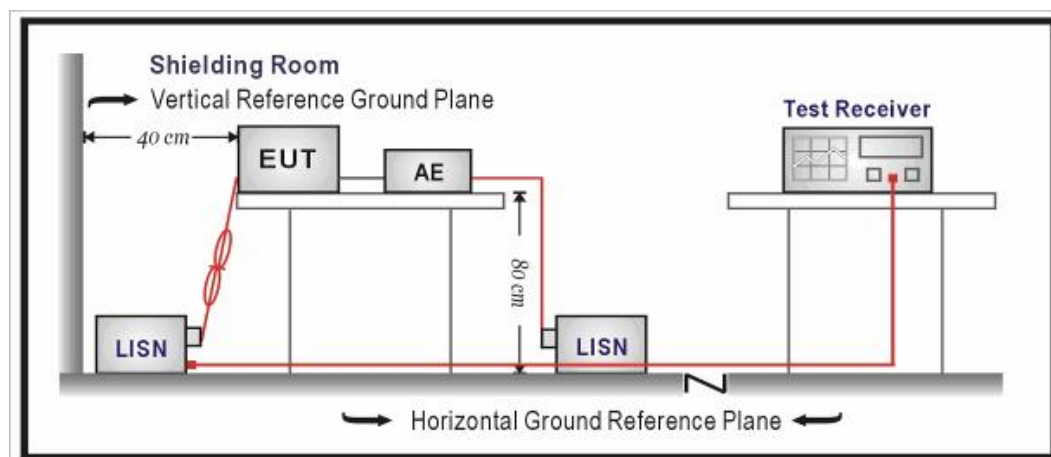 Shielding Room
Vertical Reference Ground Plane
40 cm
EUT
AE
Test Receiver
80 cm
LISN
LISN
Horizontal Ground Reference Plane